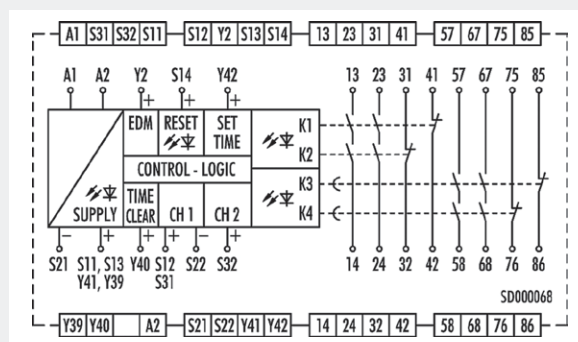 A1 S31 S32 S11 S12 Y2 S13 S14 13 23 31 41 57 67 75 85
A1 A2 Y2 S14 Y42 13 23 31 41 57 67 75 85
+ + +
EDM RESET SET TIME K1
K2
CONTROL - LOGIC
SUPPLY TIME CLEAR CH 1 CH 2 K3
K4
− + + − +
S21 S11, S13 Y40 S12 S22 S32 14 24 32 42 58 68 76 86
Y41, Y39 S31
SD000068
Y39 Y40 A2 S21 S22 Y41 Y42 14 24 32 42 58 68 76 86